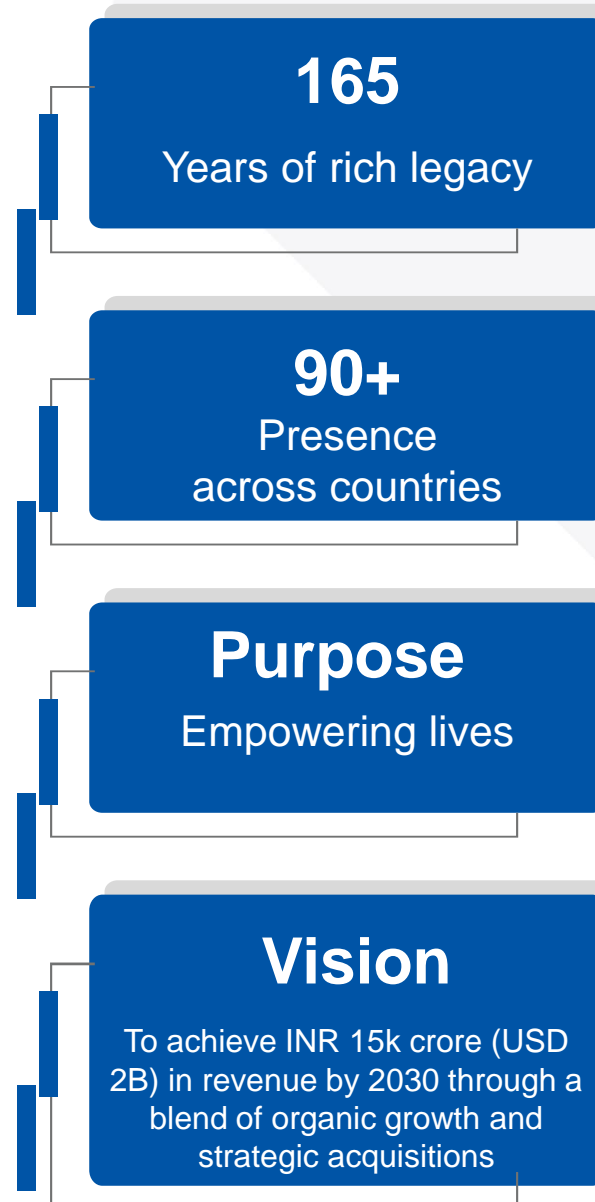 165
Years of rich legacy
90+
Presence
across countries
Purpose
Empowering lives
Vision
To achieve INR 15k crore (USD
2B) in revenue by 2030 through a
blend of organic growth and
strategic acquisitions